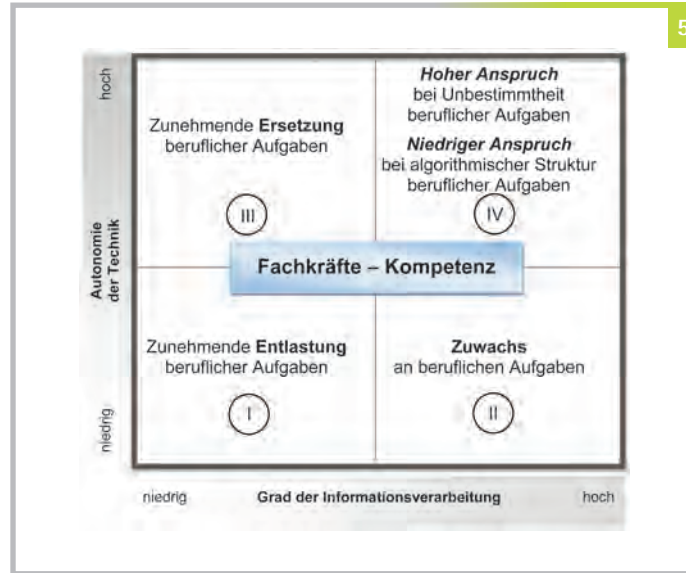 5
hoch
Autonomie
der Technik
niedrig
Zunehmende Ersetzung
beruflicher Aufgaben
III
Hoher Anspruch
bei Unbestimmtheit
beruflicher Aufgaben
Niedriger Anspruch
bei algorithmischer Struktur
beruflicher Aufgaben
IV
Fachkräfte – Kompetenz
Zunehmende Entlastung
beruflicher Aufgaben
I
Zuwachs
an beruflichen Aufgaben
II
niedrig
Grad der Informationsverarbeitung
hoch